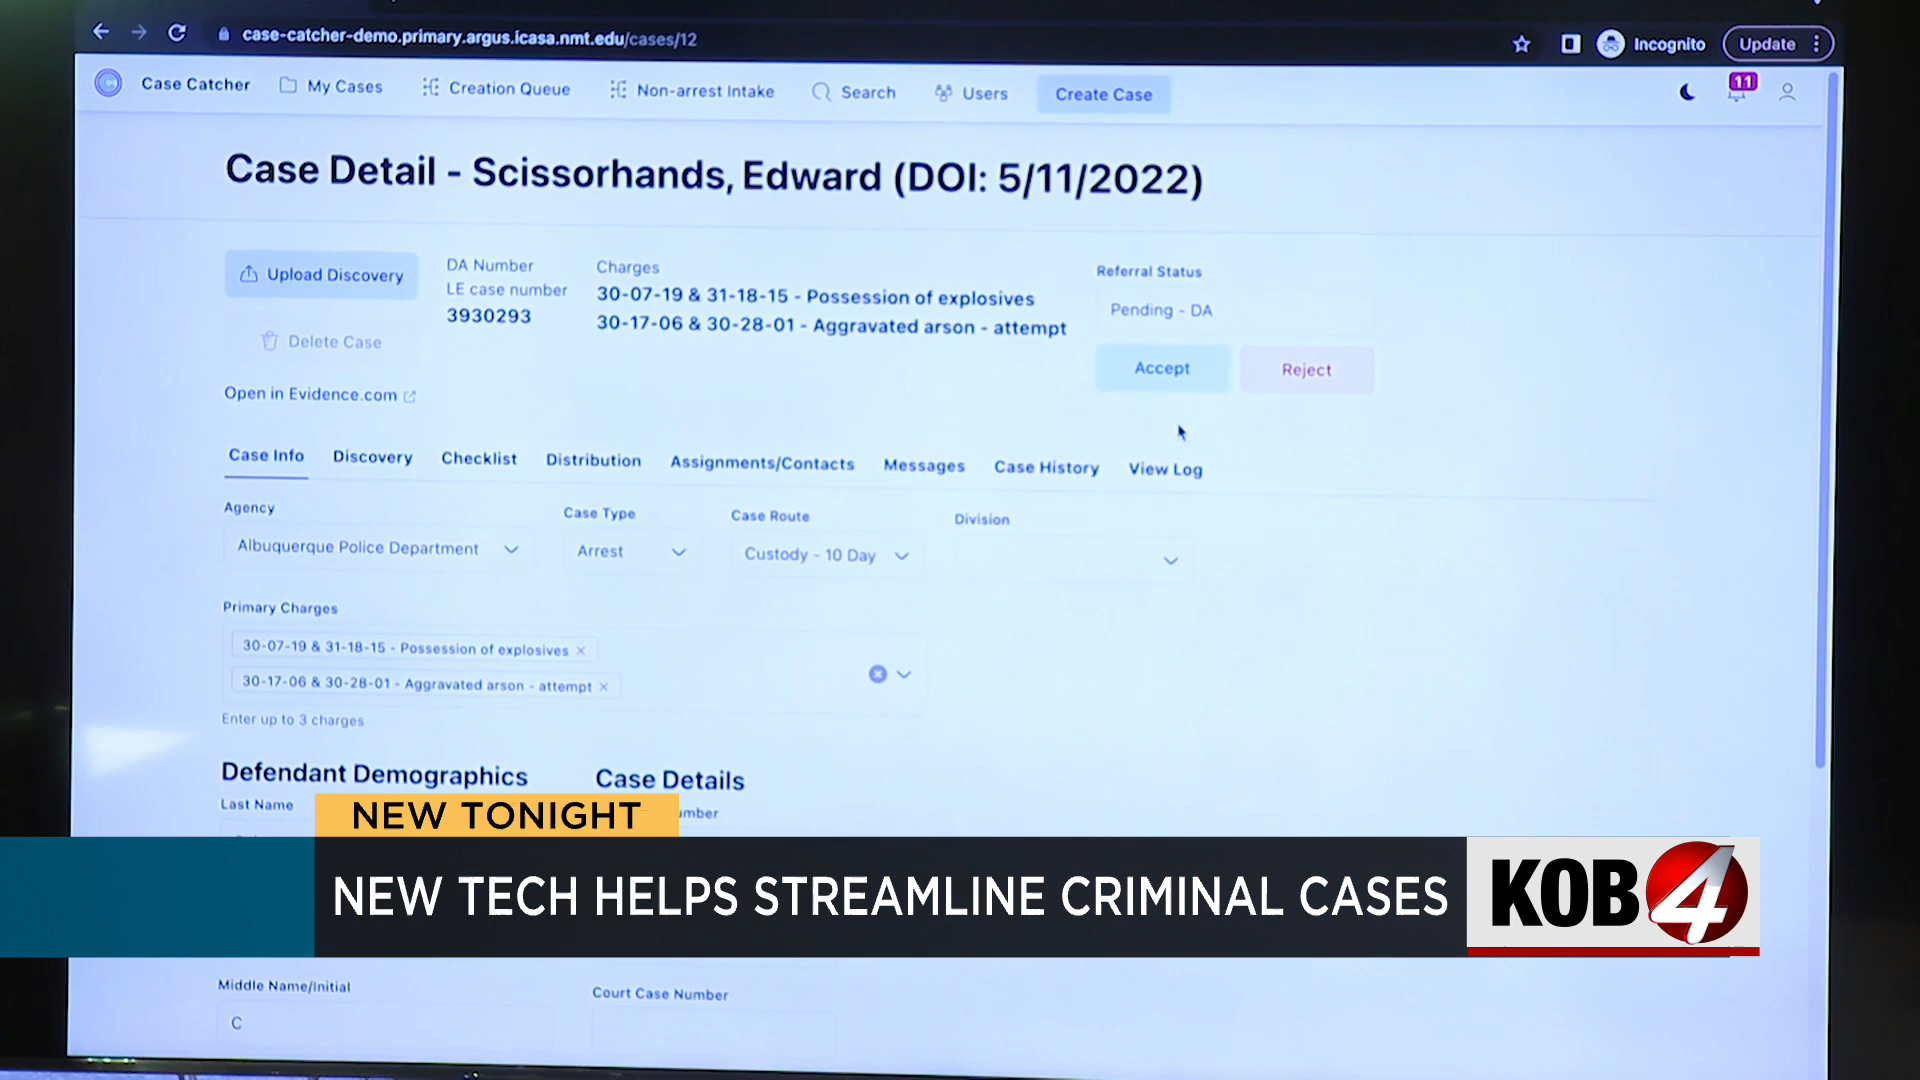 case-catcher-demo.primary.argus.icasa.nmt.edu/cases/12
Incognito
Update
Case Catcher
My Cases
Creation Queue
Non-arrest Intake
Search
Users
Create Case
11
Case Detail - Scissorhands, Edward (DOI: 5/11/2022)
Upload Discovery
Delete Case
Open in Evidence.com
DA Number
LE case number
3930293
Charges
30-07-19 & 31-18-15 - Possession of explosives
30-17-06 & 30-28-01 - Aggravated arson - attempt
Referral Status
Pending - DA
Accept
Reject
Case Info
Discovery
Checklist
Distribution
Assignments/Contacts
Messages
Case History
View Log
Agency
Albuquerque Police Department
Case Type
Arrest
Case Route
Custody - 10 Day
Division
Primary Charges
30-07-19 & 31-18-15 - Possession of explosives ×
30-17-06 & 30-28-01 - Aggravated arson - attempt ×
Enter up to 3 charges
Defendant Demographics
Case Details
Last Name
NEW TONIGHT
NEW TECH HELPS STREAMLINE CRIMINAL CASES
KOB 4
Middle Name/Initial
C
Court Case Number